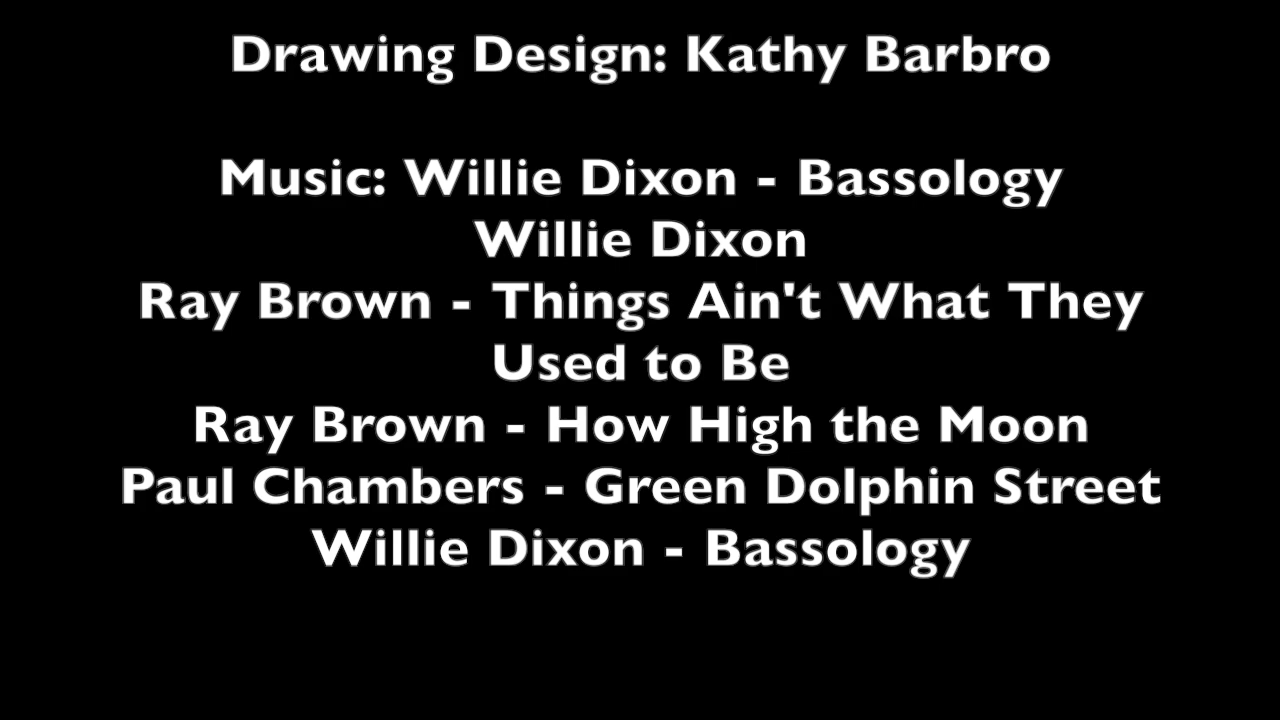 Drawing Design: Kathy Barbro
Music: Willie Dixon - Bassology
Willie Dixon
Ray Brown - Things Ain't What They
Used to Be
Ray Brown - How High the Moon
Paul Chambers - Green Dolphin Street
Willie Dixon - Bassology